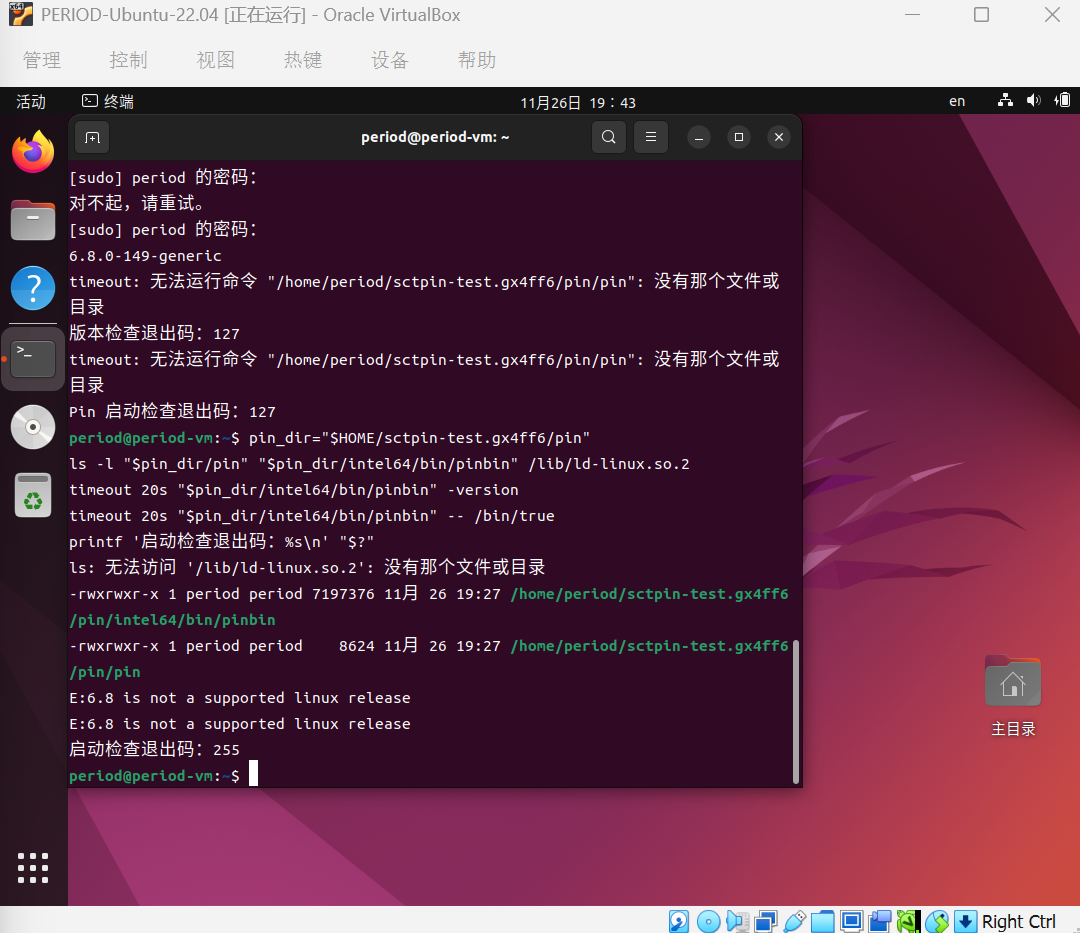 PERIOD-Ubuntu-22.04 [正在运行] - Oracle VirtualBox
管理 控制 视图 热键 设备 帮助
活动 终端 11月26日 19：43 en
period@period-vm: ~
[sudo] period 的密码：
对不起，请重试。
[sudo] period 的密码：
6.8.0-149-generic
timeout: 无法运行命令 "/home/period/sctpin-test.gx4ff6/pin/pin": 没有那个文件或
目录
版本检查退出码：127
timeout: 无法运行命令 "/home/period/sctpin-test.gx4ff6/pin/pin": 没有那个文件或
目录
Pin 启动检查退出码：127
period@period-vm:~$ pin_dir="$HOME/sctpin-test.gx4ff6/pin"
ls -l "$pin_dir/pin" "$pin_dir/intel64/bin/pinbin" /lib/ld-linux.so.2
timeout 20s "$pin_dir/intel64/bin/pinbin" -version
timeout 20s "$pin_dir/intel64/bin/pinbin" -- /bin/true
printf '启动检查退出码：%s\n' "$?"
ls: 无法访问 '/lib/ld-linux.so.2': 没有那个文件或目录
-rwxrwxr-x 1 period period 7197376 11月 26 19:27 /home/period/sctpin-test.gx4ff6
/pin/intel64/bin/pinbin
-rwxrwxr-x 1 period period    8624 11月 26 19:27 /home/period/sctpin-test.gx4ff6
/pin/pin
E:6.8 is not a supported linux release
E:6.8 is not a supported linux release
启动检查退出码：255
period@period-vm:~$
主目录
Right Ctrl